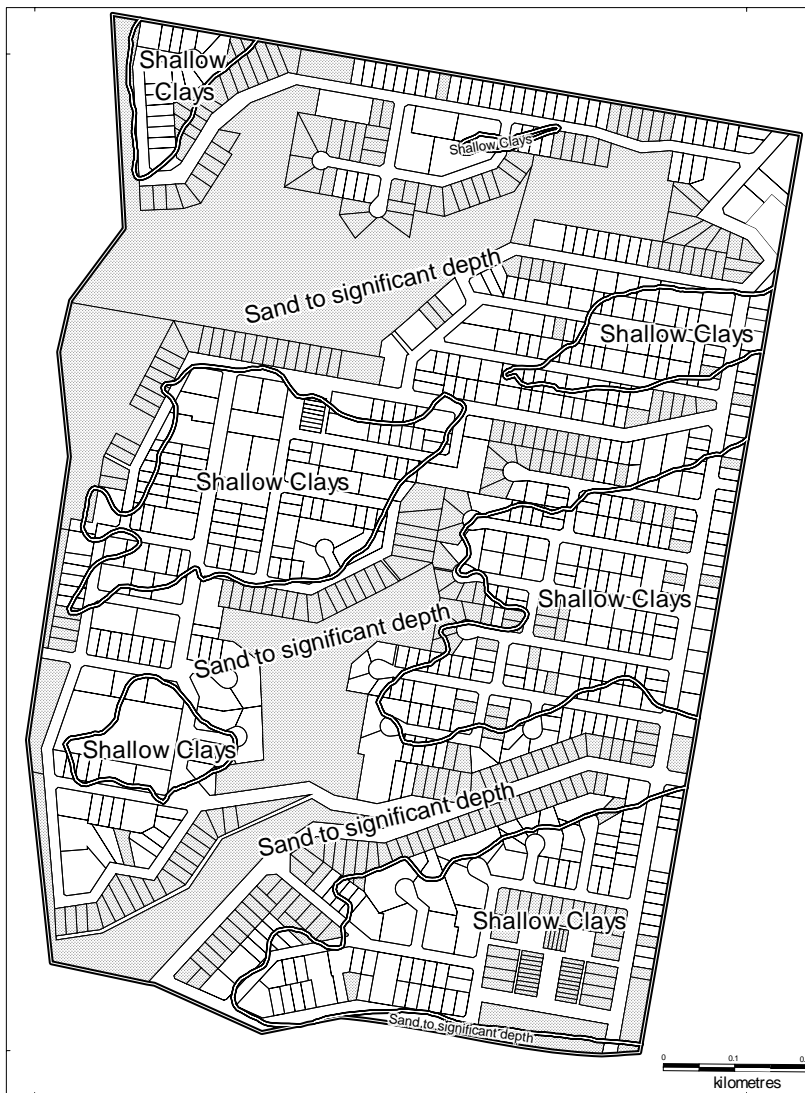 Shallow
Clays
Shallow Clays
Sand to significant depth
Shallow Clays
Shallow Clays
Shallow Clays
Sand to significant depth
Shallow Clays
Sand to significant depth
Shallow Clays
Sand to significant depth
0 0.1
kilometres